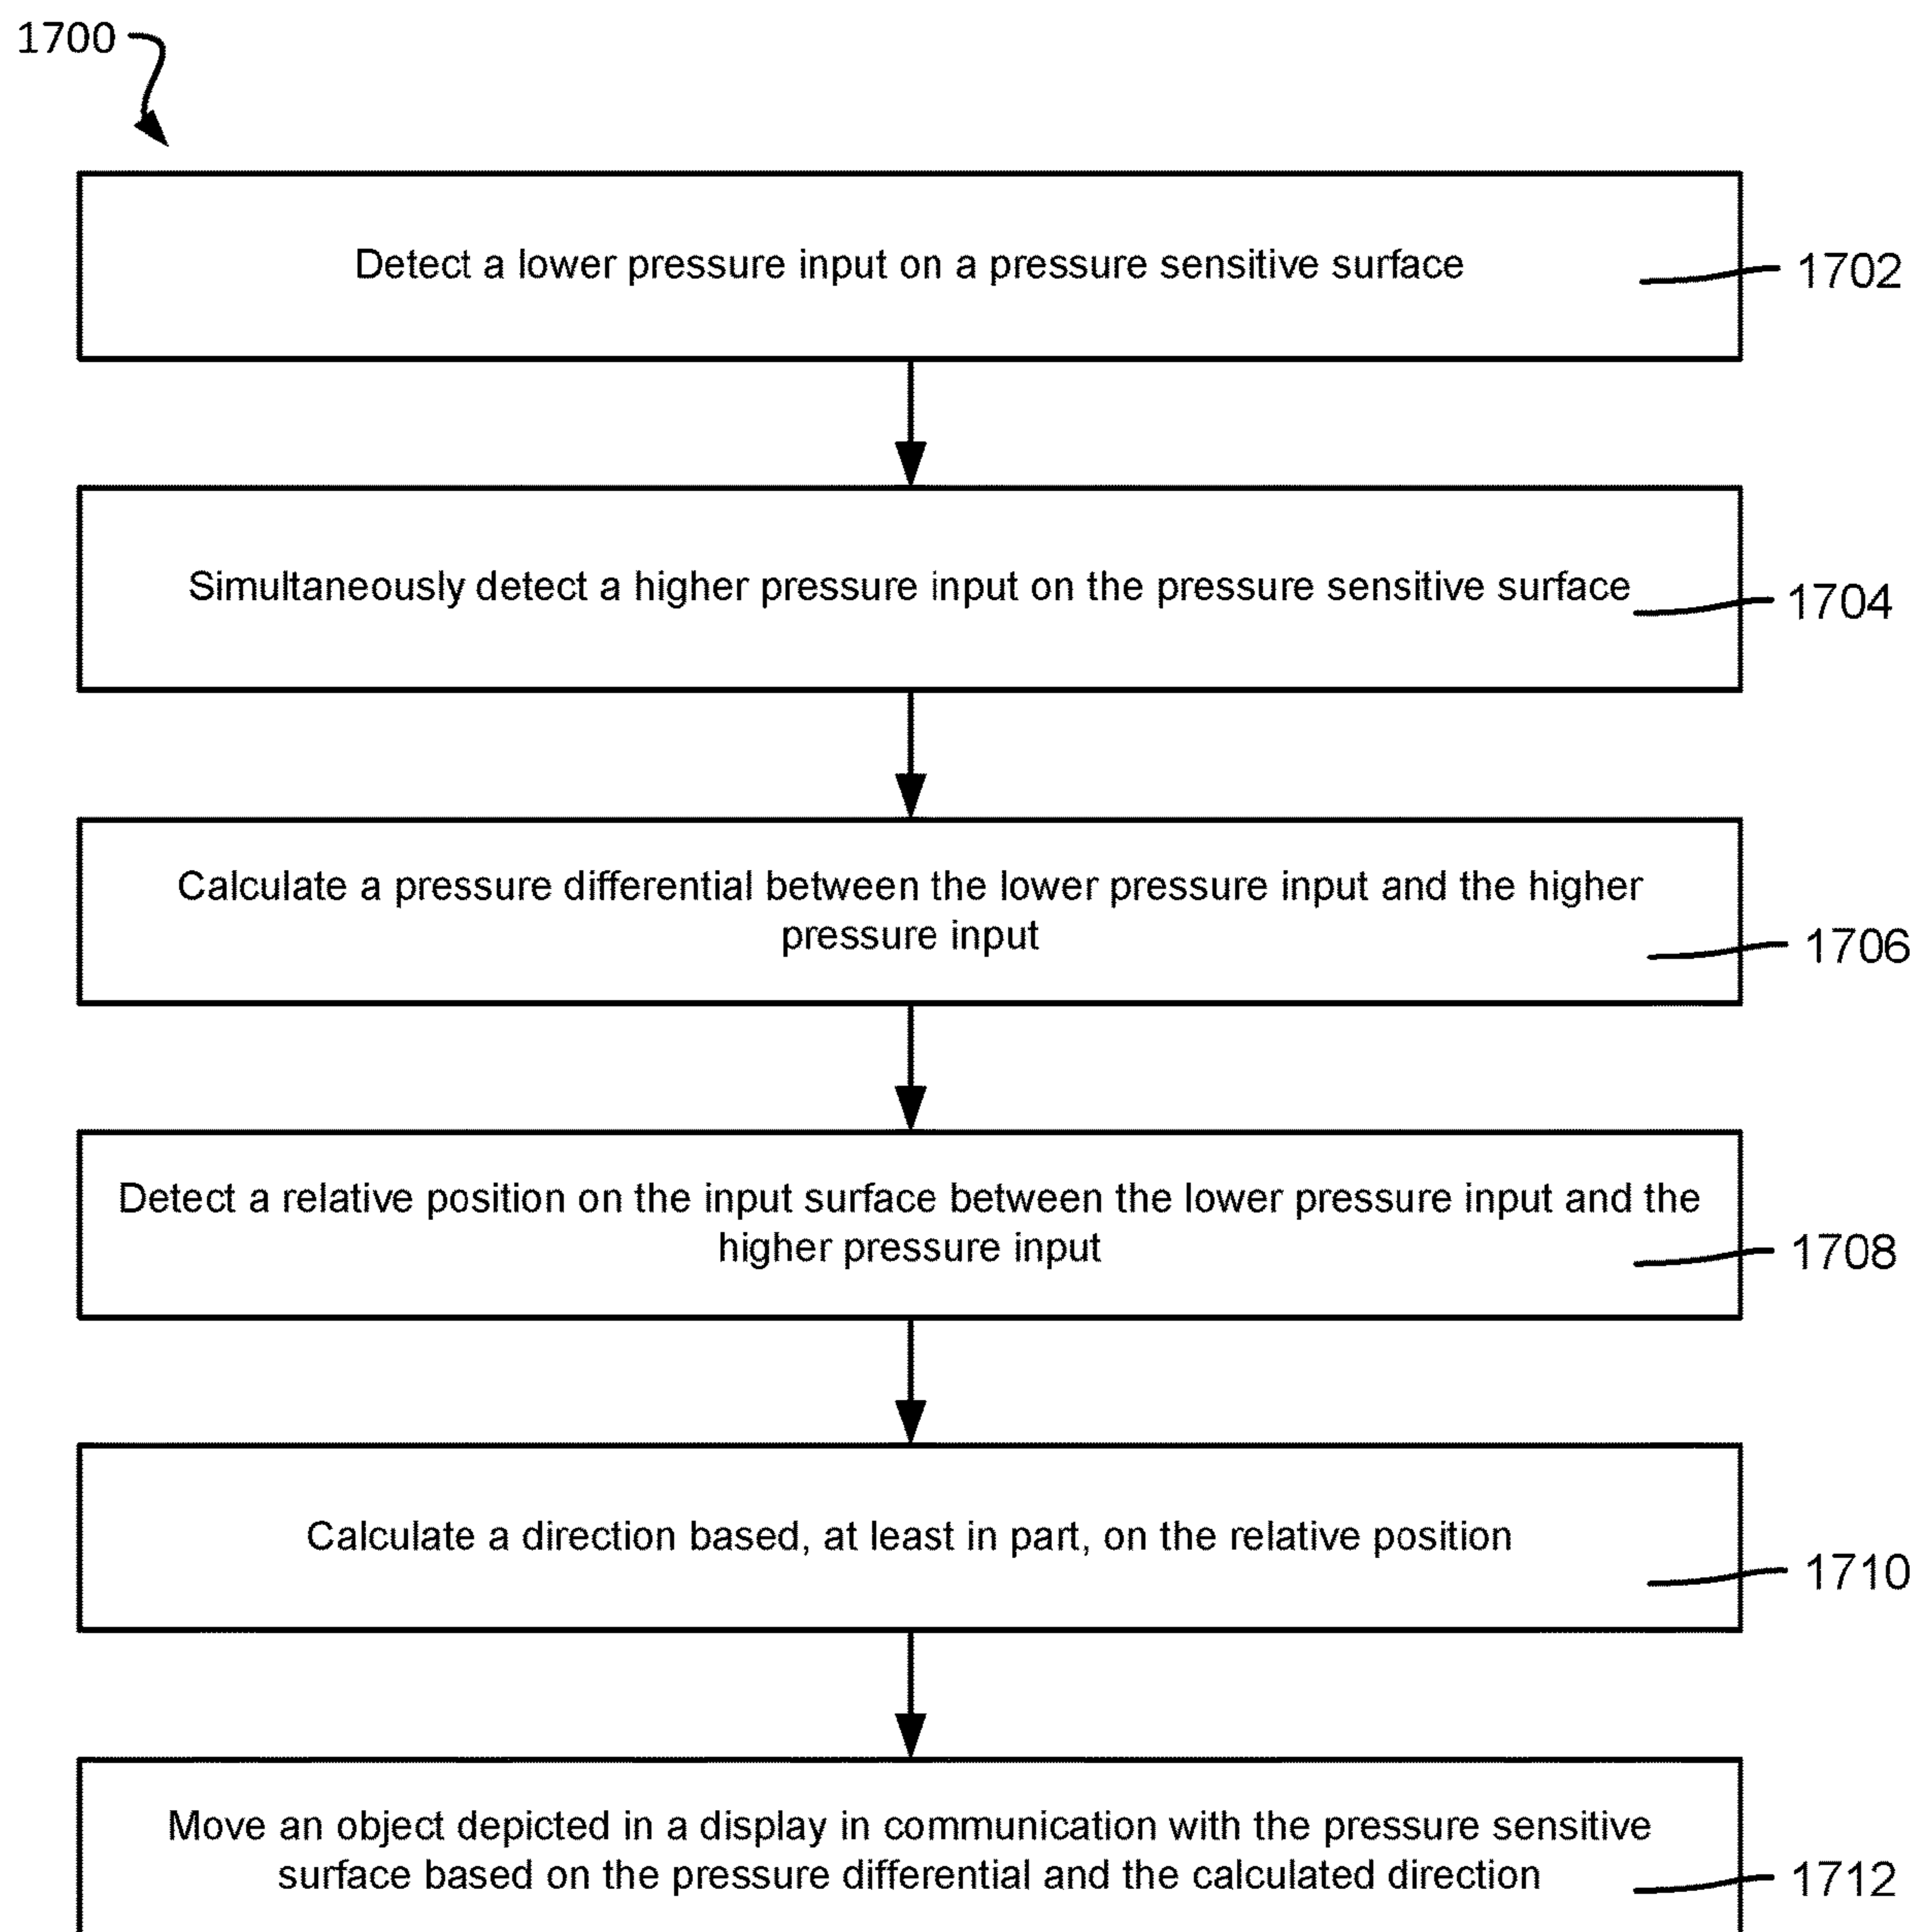 1700
Detect a lower pressure input on a pressure sensitive surface
1702
Simultaneously detect a higher pressure input on the pressure sensitive surface
1704
Calculate a pressure differential between the lower pressure input and the higher
pressure input
1706
Detect a relative position on the input surface between the lower pressure input and the
higher pressure input
1708
Calculate a direction based, at least in part, on the relative position
1710
Move an object depicted in a display in communication with the pressure sensitive
surface based on the pressure differential and the calculated direction
1712